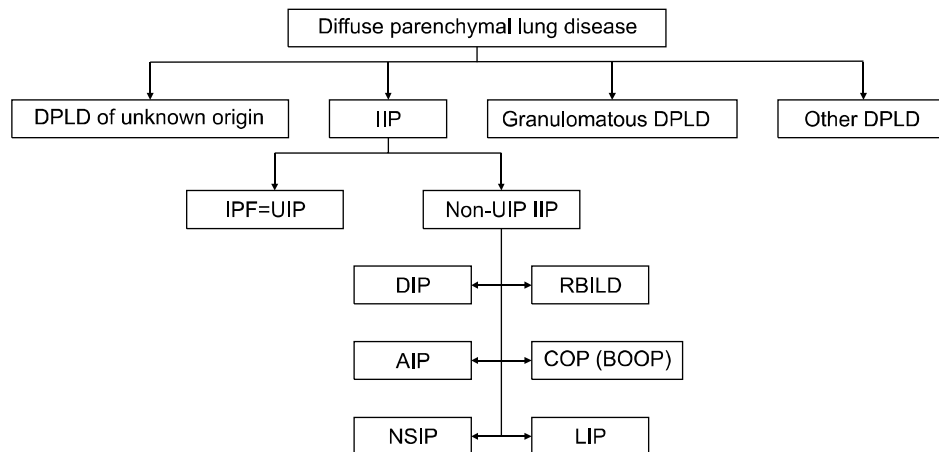 Diffuse parenchymal lung disease
DPLD of unknown origin
IIP
Granulomatous DPLD
Other DPLD
IPF=UIP
Non-UIP IIP
DIP
RBILD
AIP
COP (BOOP)
NSIP
LIP